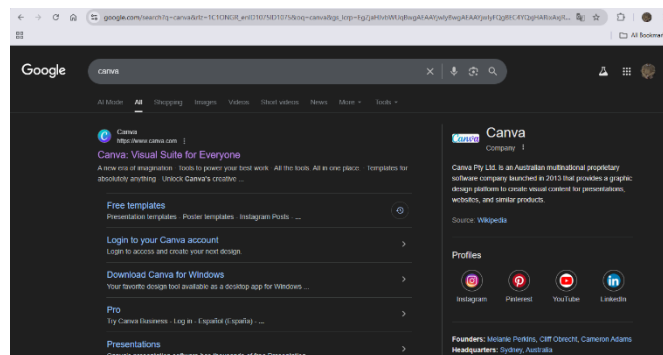 All Bookmar
Google
canva
AI Mode All Shopping Images Videos Short videos News More Tools
Canva
https://www.canva.com
Canva: Visual Suite for Everyone
A new era of imagination · Tools to power your best work · All the tools. All in one place. · Templates for
absolutely anything · Unlock Canva's creative ...
Free templates
Presentation templates · Poster templates · Instagram Posts · ...
Login to your Canva account
Login to access and create your next design.
Download Canva for Windows
Your favorite design tool available as a desktop app for Windows ...
Pro
Try Canva Business - Log in - Español (España) - ...
Presentations
Canva
Canva
Company
Canva Pty Ltd. is an Australian multinational proprietary
software company launched in 2013 that provides a graphic
design platform to create visual content for presentations,
websites, and similar products.
Source: Wikipedia
Profiles
Instagram Pinterest YouTube LinkedIn
Founders: Melanie Perkins, Cliff Obrecht, Cameron Adams
Headquarters: Sydney, Australia